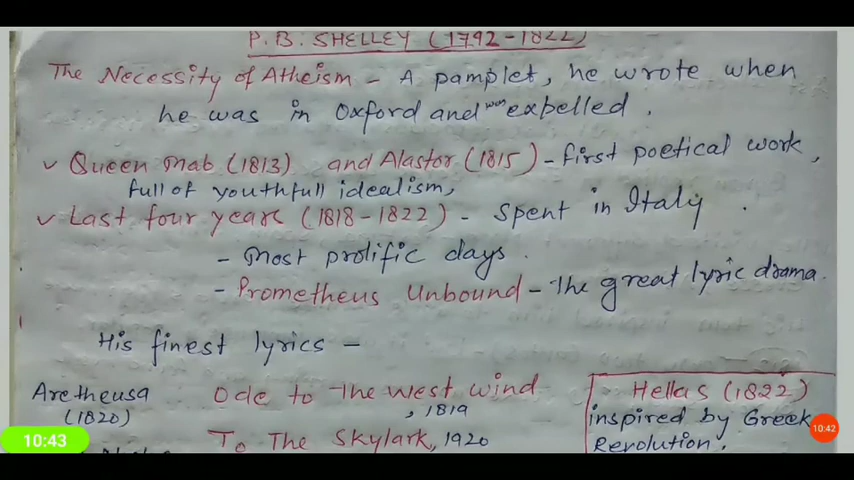 P. B. SHELLEY (1792-1822)
The Necessity of Atheism - A pamplet, he wrote when
he was in Oxford and was expelled.
✓ Queen Mab (1813) and Alastor (1815) - first poetical work,
full of youthfull idealism,
✓ Last four years (1818-1822) - Spent in Italy.
- most prolific days.
- Prometheus Unbound - The great lyric drama.
His finest lyrics -
Aretheusa
(1820)
Ode to The West Wind
, 1819
To The Skylark, 1920
Hellas (1822)
inspired by Greek
Revolution.
10:43
10:42